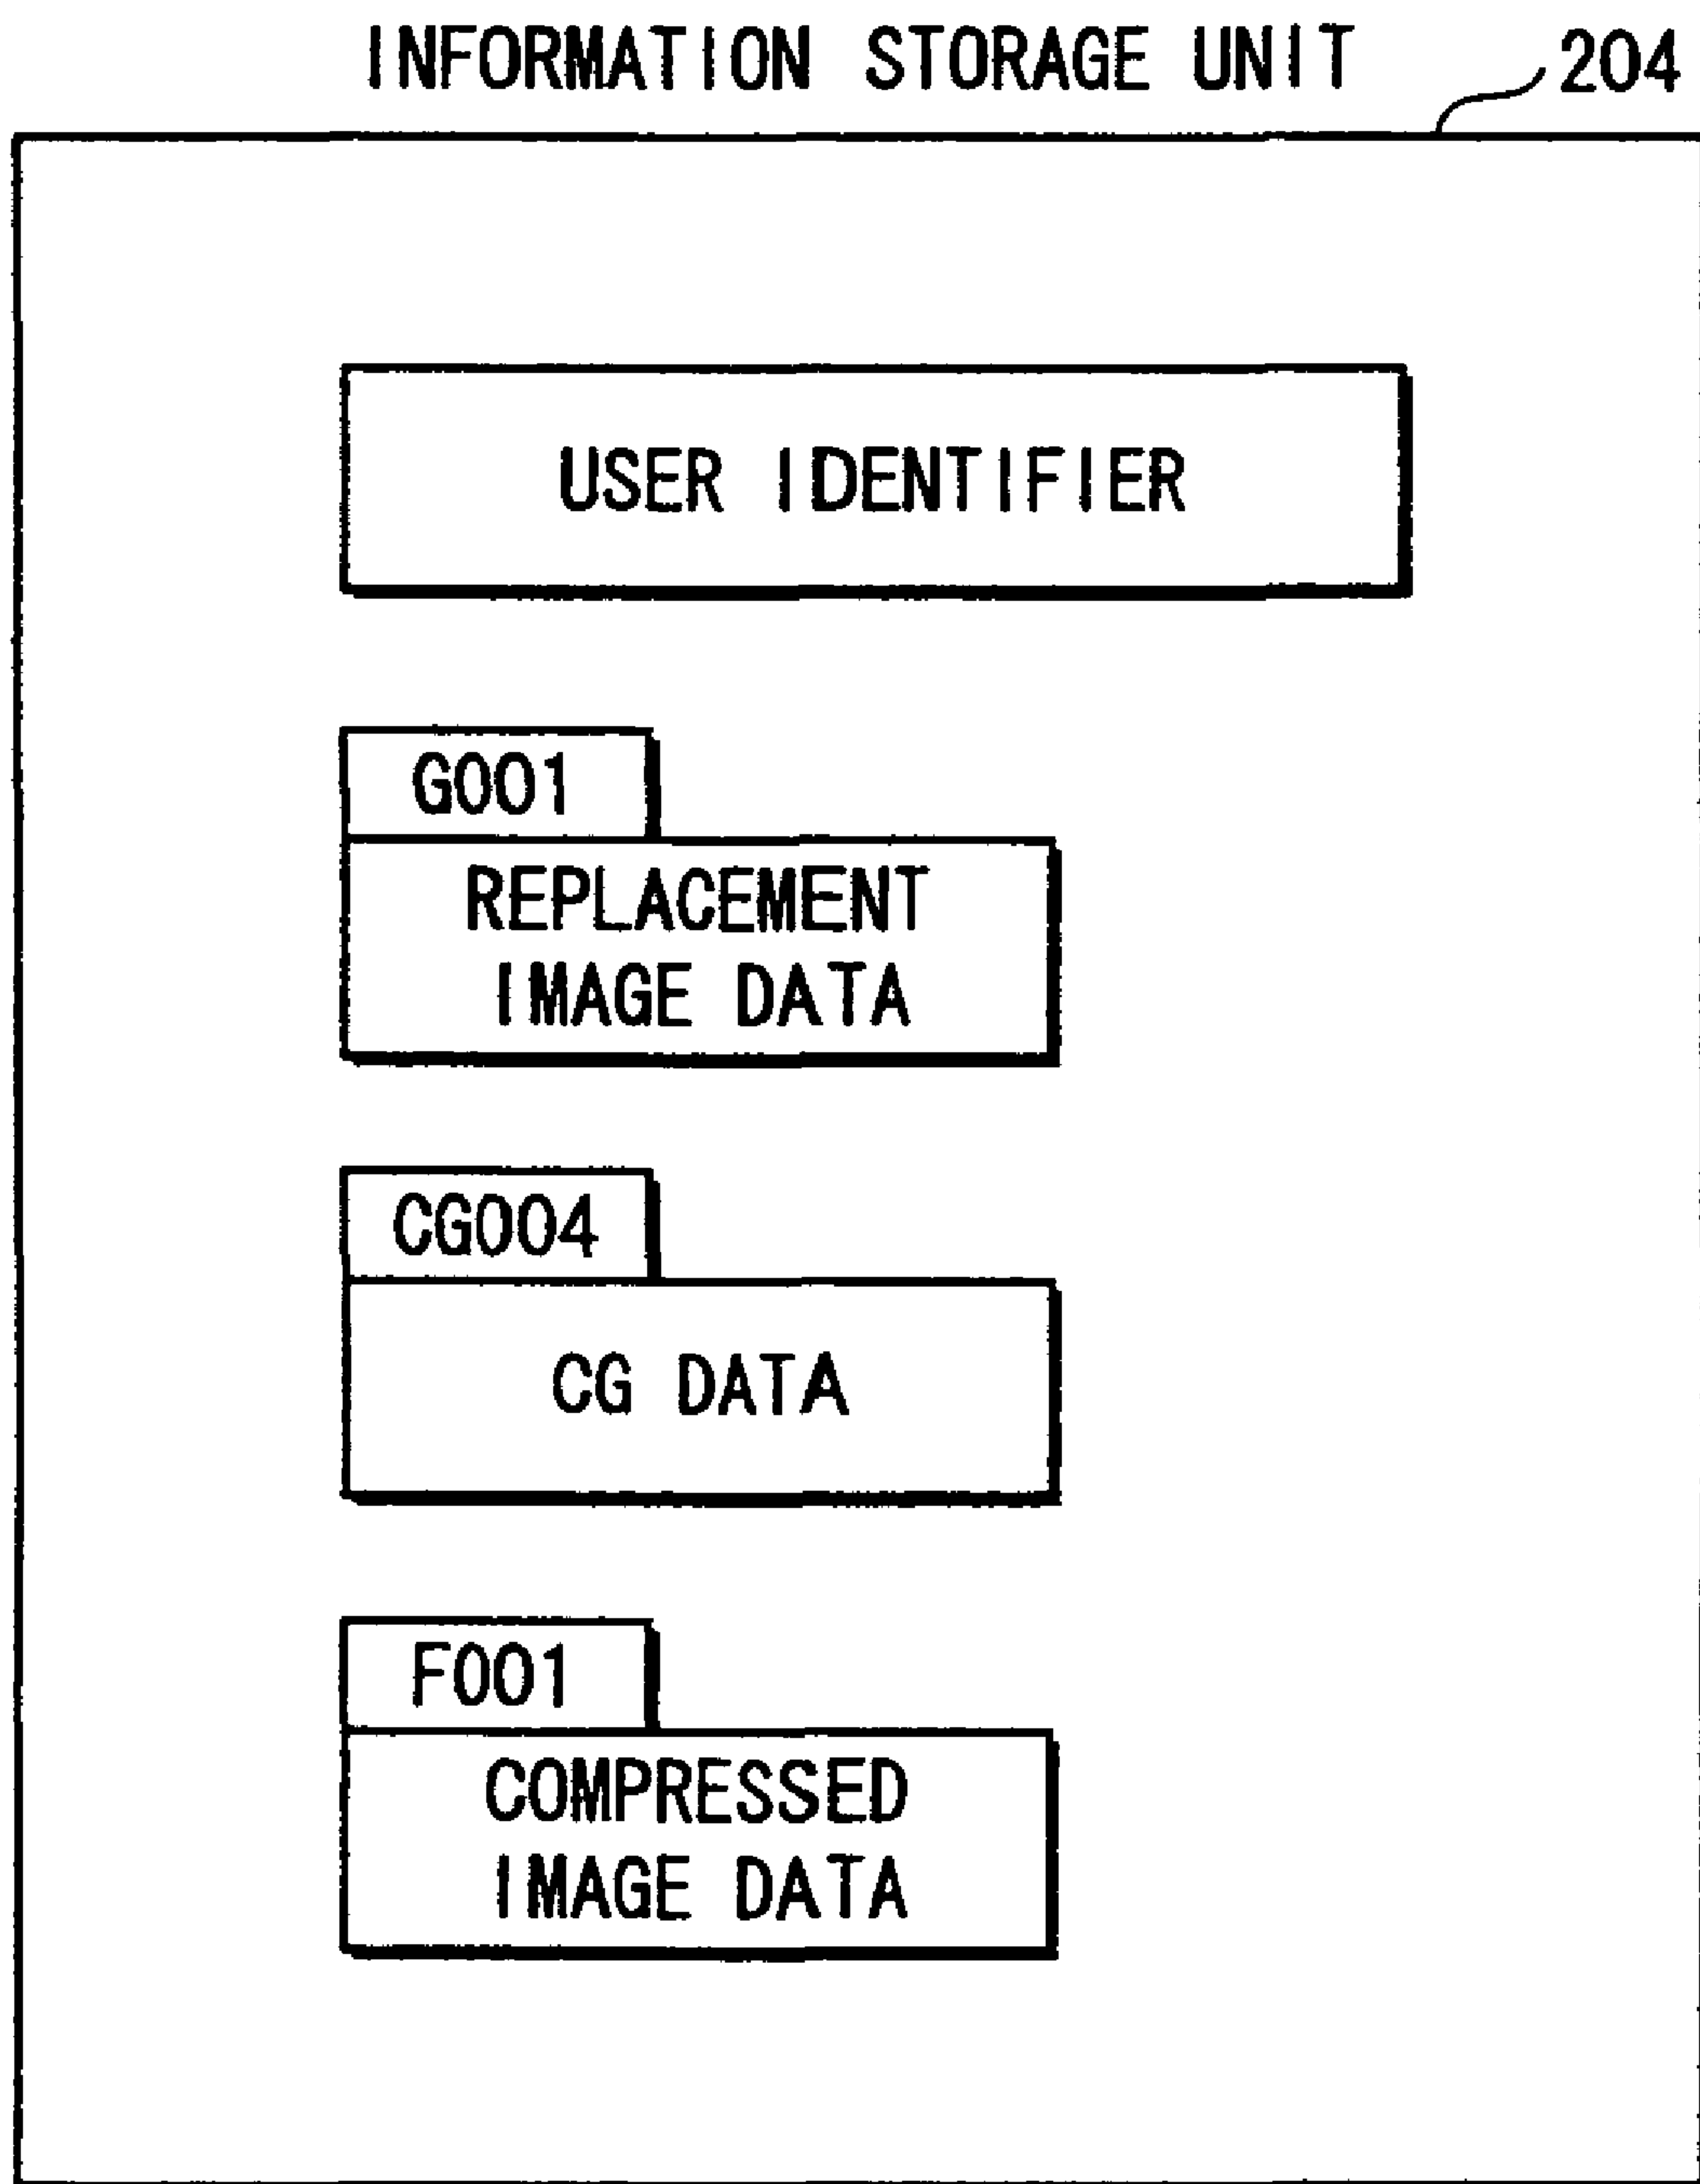 INFORMATION STORAGE UNIT 204
USER IDENTIFIER
G001
REPLACEMENT
IMAGE DATA
CG004
CG DATA
F001
COMPRESSED
IMAGE DATA